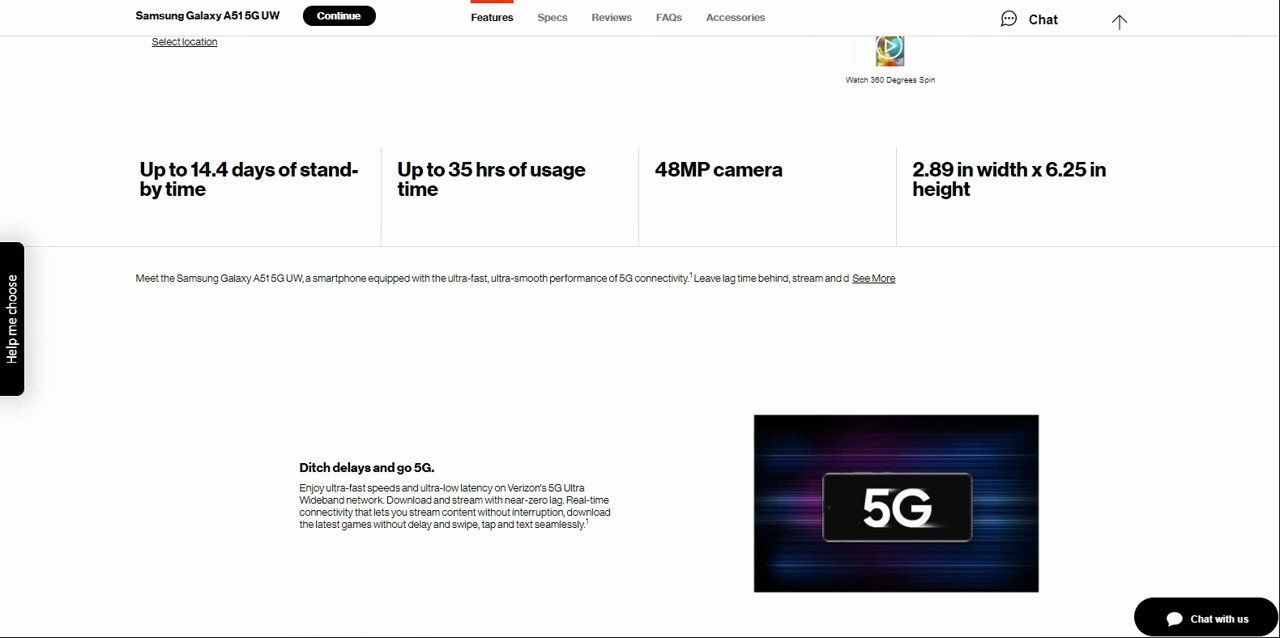 Samsung Galaxy A51 5G UW
Continue
Features
Specs
Reviews
FAQs
Accessories
Chat
Select location
Watch 360 Degrees Spin
Up to 14.4 days of stand-
by time
Up to 35 hrs of usage
time
48MP camera
2.89 in width x 6.25 in
height
Help me choose
Meet the Samsung Galaxy A51 5G UW, a smartphone equipped with the ultra-fast, ultra-smooth performance of 5G connectivity.¹ Leave lag time behind, stream and d See More
Ditch delays and go 5G.
Enjoy ultra-fast speeds and ultra-low latency on Verizon's 5G Ultra
Wideband network. Download and stream with near-zero lag. Real-time
connectivity that lets you stream content without interruption, download
the latest games without delay and swipe, tap and text seamlessly.¹
5G
Chat with us